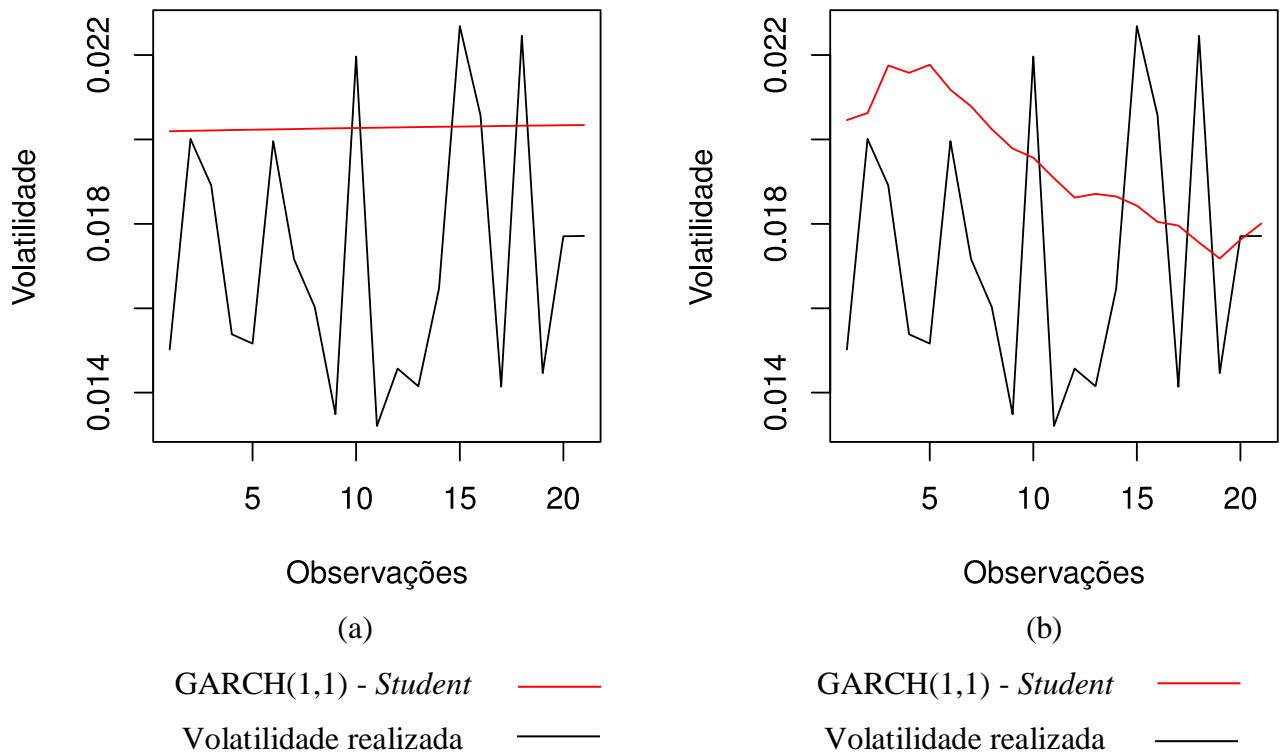 Volatilidade
0.022
0.018
0.014
5 10 15 20
Observações
(a)
GARCH(1,1) - Student
Volatilidade realizada
Volatilidade
0.022
0.018
0.014
5 10 15 20
Observações
(b)
GARCH(1,1) - Student
Volatilidade realizada